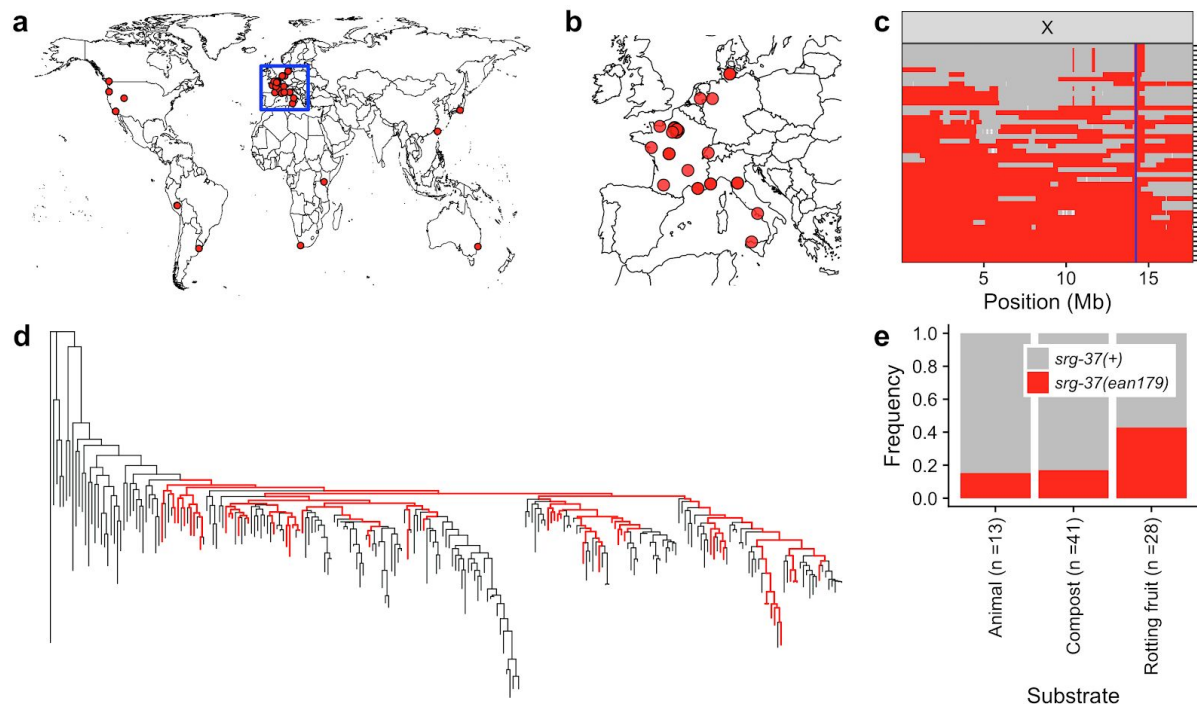 a
b
c
X
5 10 15
Position (Mb)
d
e
1.0
0.8
0.6
0.4
0.2
0.0
Frequency
srg-37(+)
srg-37(ean179)
Animal (n =13)
Compost (n =41)
Rotting fruit (n =28)
Substrate